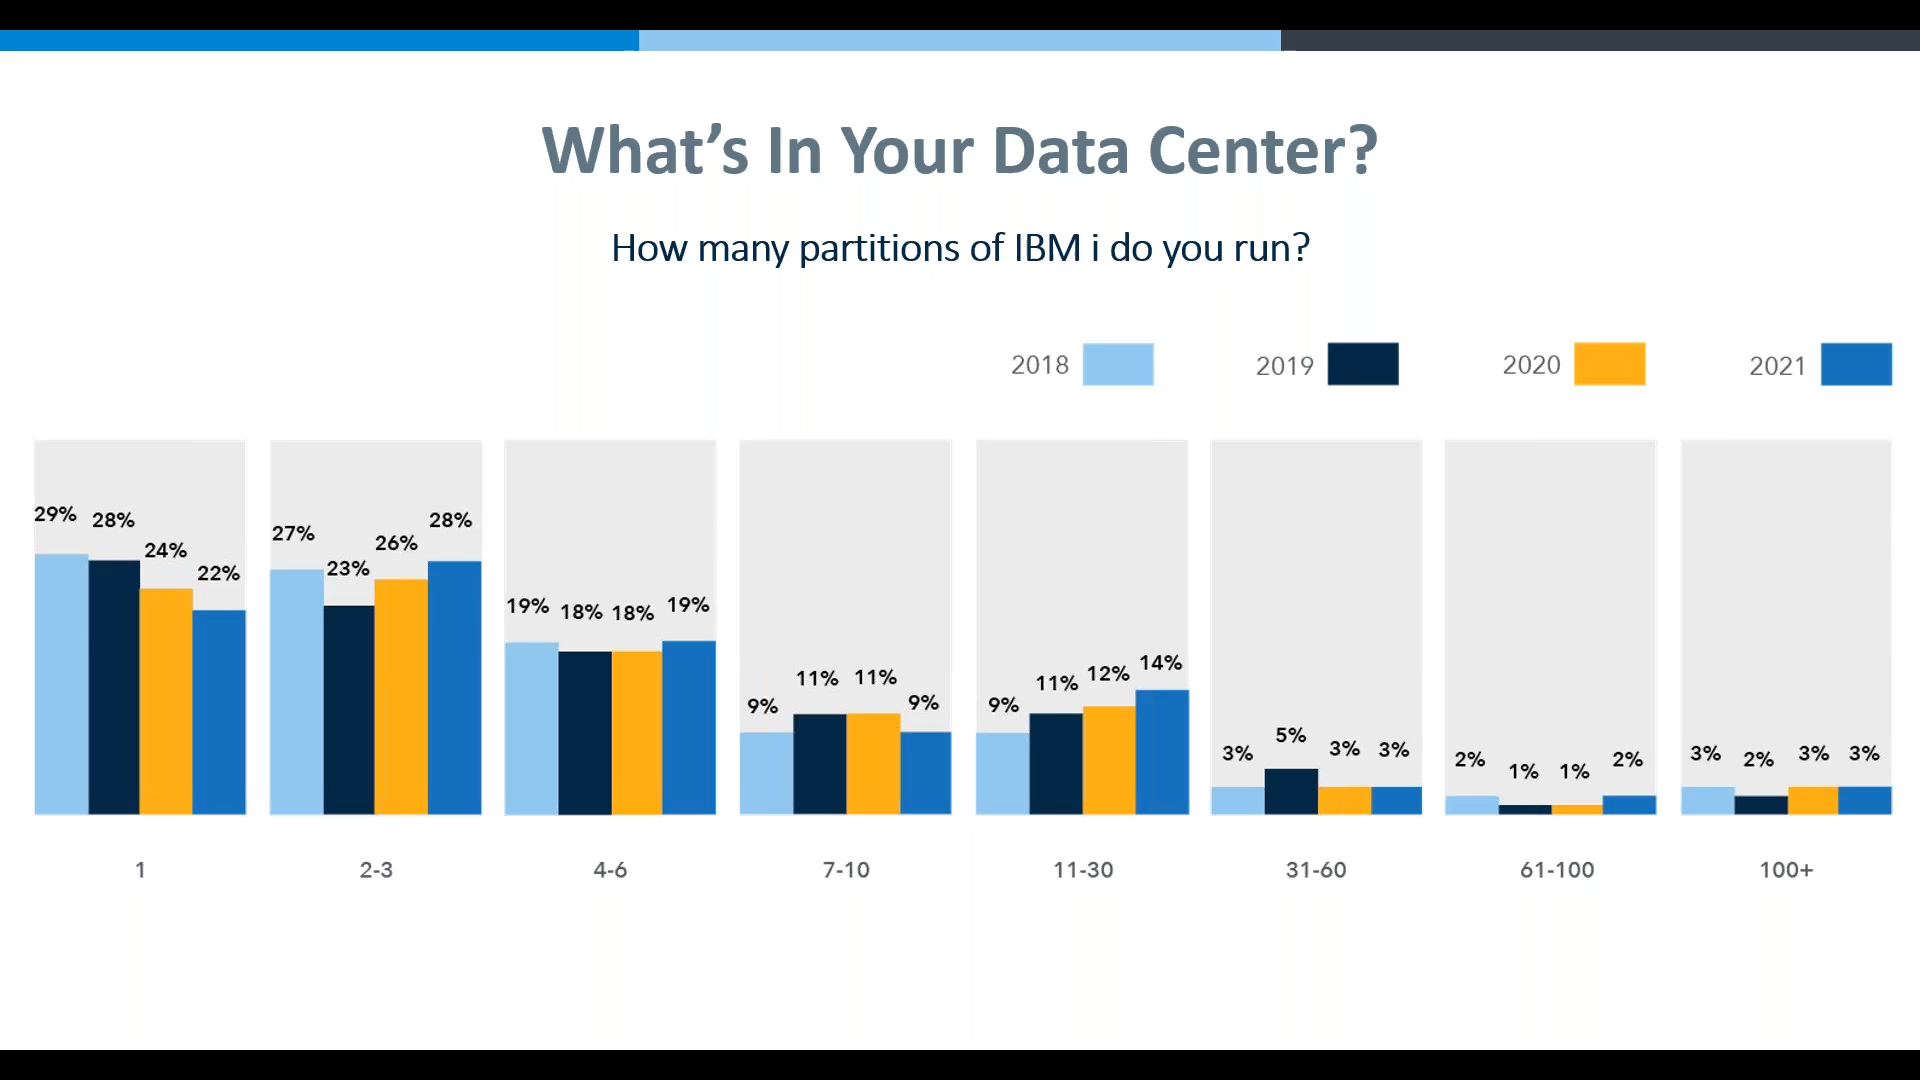 What's In Your Data Center?
How many partitions of IBM i do you run?
2018 2019 2020 2021
29% 28% 24% 22%
27% 23% 26% 28%
19% 18% 18% 19%
9% 11% 11% 9%
9% 11% 12% 14%
3% 5% 3% 3%
2% 1% 1% 2%
3% 2% 3% 3%
1 2-3 4-6 7-10 11-30 31-60 61-100 100+